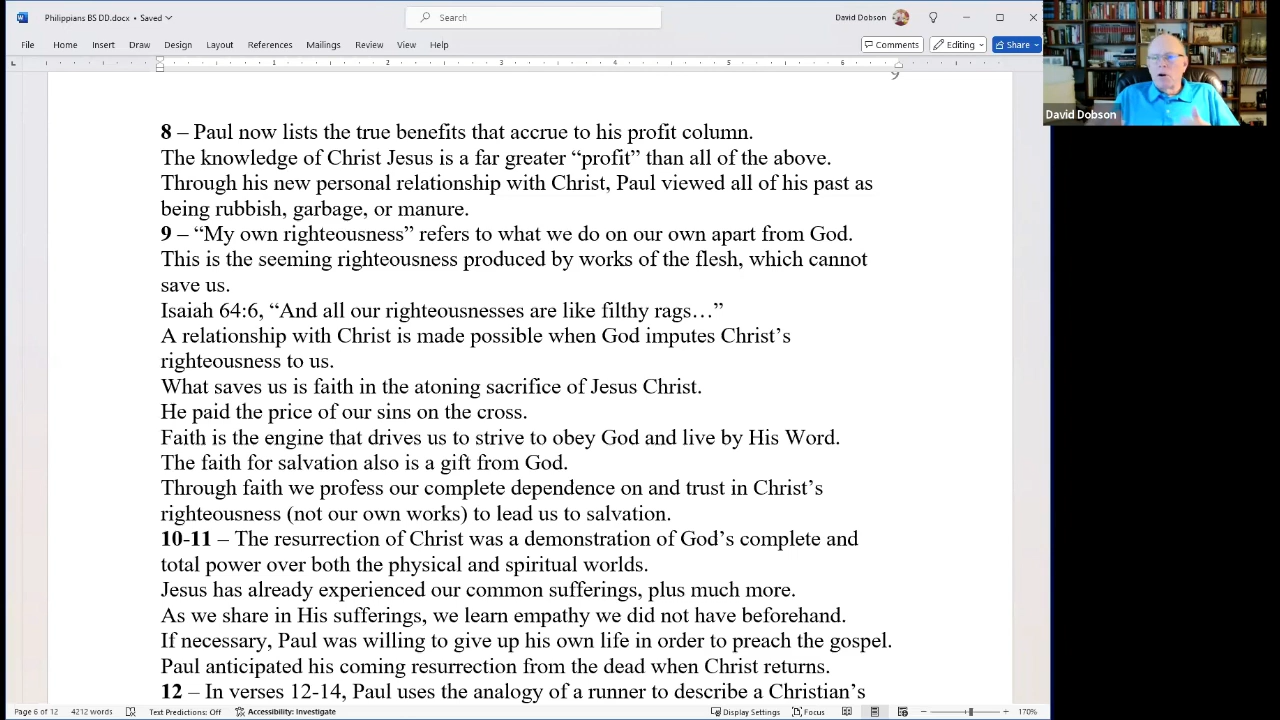 Philippians BS DD.docx • Saved
Search
David Dobson
File Home Insert Draw Design Layout References Mailings Review View Help
Comments Editing Share
1 2 3 4 5 6
9
8 – Paul now lists the true benefits that accrue to his profit column.
The knowledge of Christ Jesus is a far greater “profit” than all of the above.
Through his new personal relationship with Christ, Paul viewed all of his past as
being rubbish, garbage, or manure.
9 – “My own righteousness” refers to what we do on our own apart from God.
This is the seeming righteousness produced by works of the flesh, which cannot
save us.
Isaiah 64:6, “And all our righteousnesses are like filthy rags…”
A relationship with Christ is made possible when God imputes Christ’s
righteousness to us.
What saves us is faith in the atoning sacrifice of Jesus Christ.
He paid the price of our sins on the cross.
Faith is the engine that drives us to strive to obey God and live by His Word.
The faith for salvation also is a gift from God.
Through faith we profess our complete dependence on and trust in Christ’s
righteousness (not our own works) to lead us to salvation.
10-11 – The resurrection of Christ was a demonstration of God’s complete and
total power over both the physical and spiritual worlds.
Jesus has already experienced our common sufferings, plus much more.
As we share in His sufferings, we learn empathy we did not have beforehand.
If necessary, Paul was willing to give up his own life in order to preach the gospel.
Paul anticipated his coming resurrection from the dead when Christ returns.
12 – In verses 12-14, Paul uses the analogy of a runner to describe a Christian’s
Page 6 of 12 4212 words Text Predictions: Off Accessibility: Investigate Display Settings Focus 170%
David Dobson